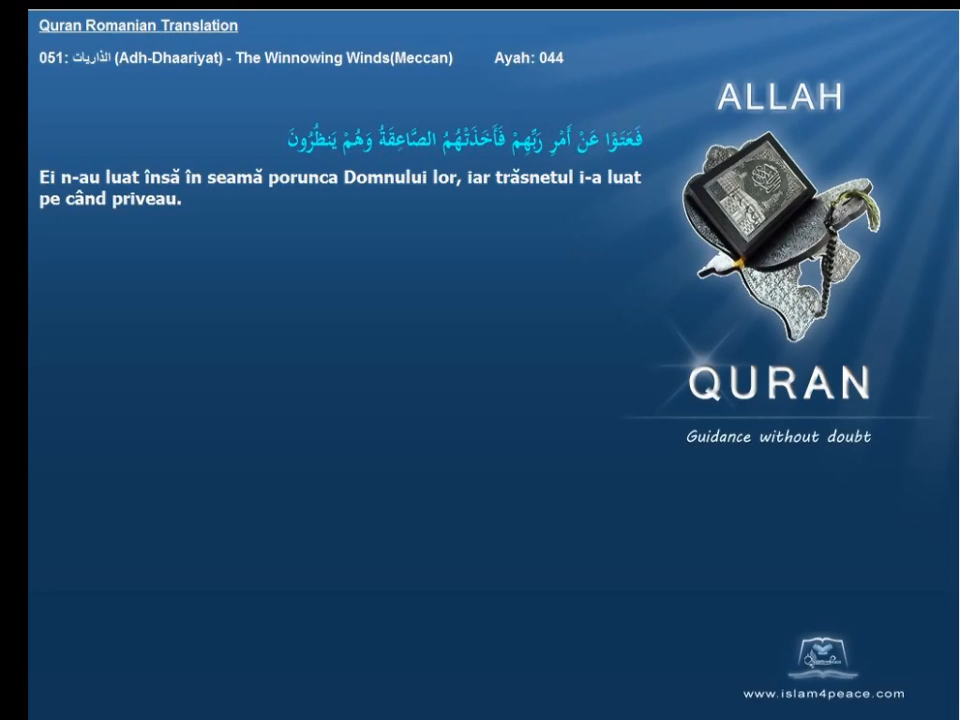 Quran Romanian Translation
051: الذاريات (Adh-Dhaariyat) - The Winnowing Winds(Meccan) Ayah: 044
ALLAH
فَعَتَوْا عَنْ أَمْرِ رَبِّهِمْ فَأَخَذَتْهُمُ الصَّاعِقَةُ وَهُمْ يَنظُرُونَ
Ei n-au luat însă în seamă porunca Domnului lor, iar trăsnetul i-a luat
pe când priveau.
QURAN
Guidance without doubt
www.islam4peace.com